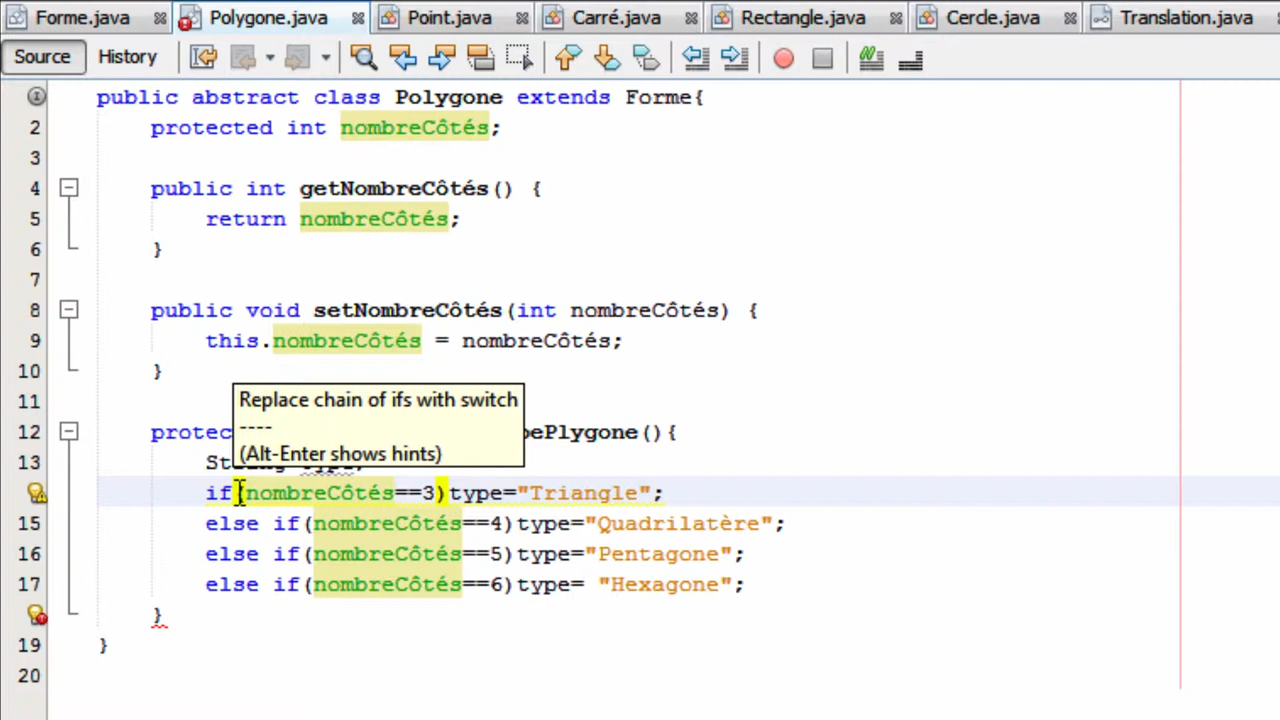 Forme.java Polygone.java Point.java Carré.java Rectangle.java Cercle.java Translation.java
Source History
public abstract class Polygone extends Forme{
2 protected int nombreCôtés;
3
4 public int getNombreCôtés() {
5 return nombreCôtés;
6 }
7
8 public void setNombreCôtés(int nombreCôtés) {
9 this.nombreCôtés = nombreCôtés;
10 }
11
Replace chain of ifs with switch
----
(Alt-Enter shows hints)
12 protec pePlygone(){
13 St
if(nombreCôtés==3)type="Triangle";
15 else if(nombreCôtés==4)type="Quadrilatère";
16 else if(nombreCôtés==5)type="Pentagone";
17 else if(nombreCôtés==6)type= "Hexagone";
}
19 }
20